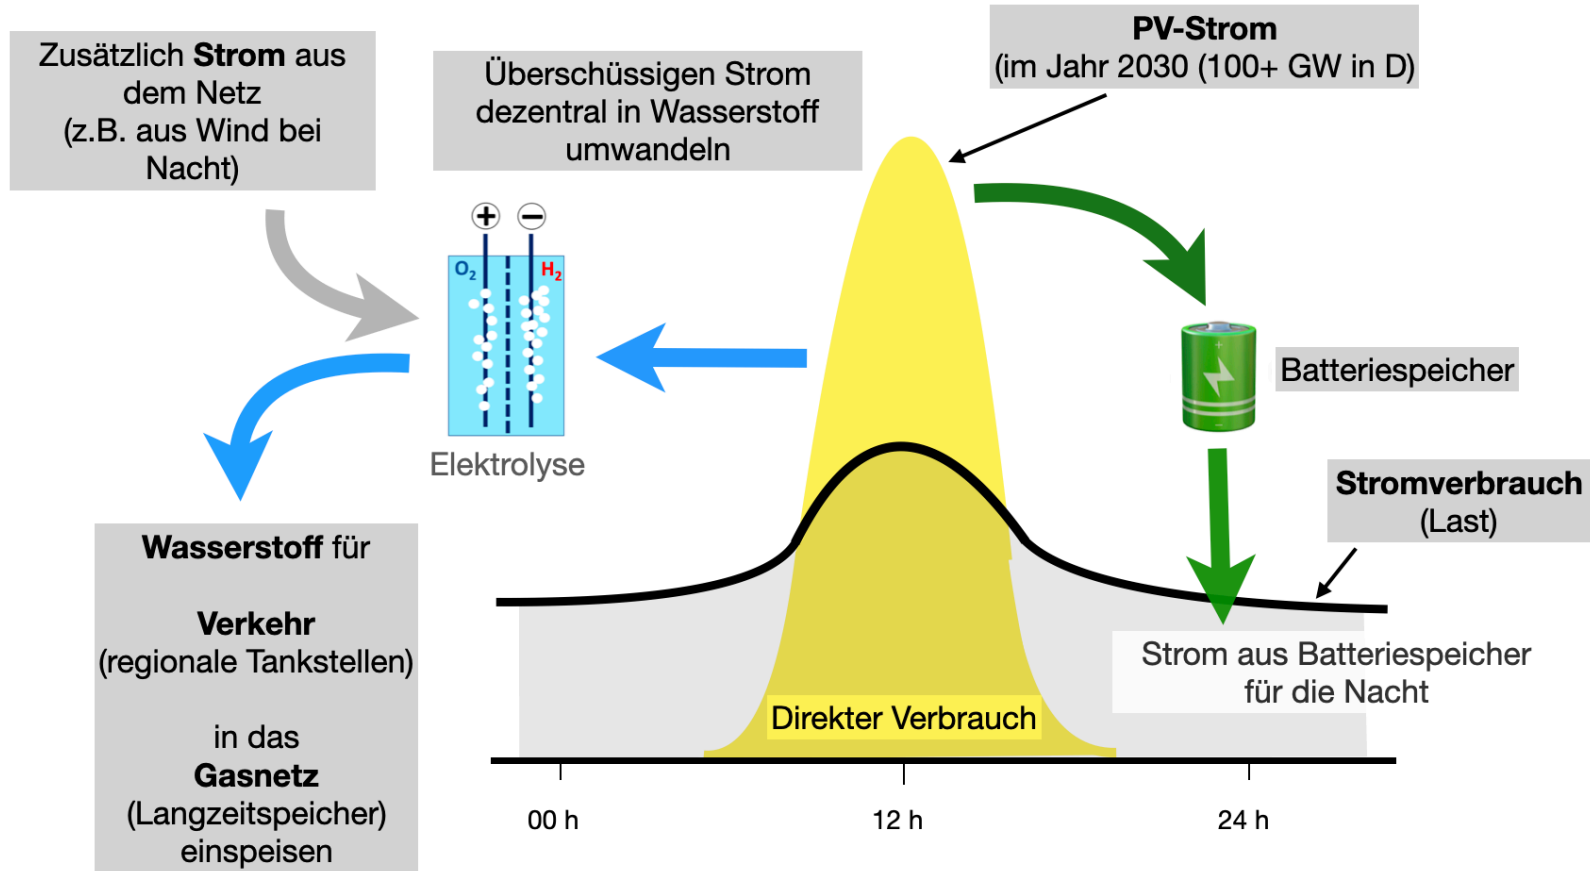 Zusätzlich Strom aus
dem Netz
(z.B. aus Wind bei
Nacht)
Überschüssigen Strom
dezentral in Wasserstoff
umwandeln
PV-Strom
(im Jahr 2030 (100+ GW in D)
+ −
O₂ H₂
Elektrolyse
Batteriespeicher
Stromverbrauch
(Last)
Wasserstoff für
Verkehr
(regionale Tankstellen)
in das
Gasnetz
(Langzeitspeicher)
einspeisen
Strom aus Batteriespeicher
für die Nacht
Direkter Verbrauch
00 h
12 h
24 h